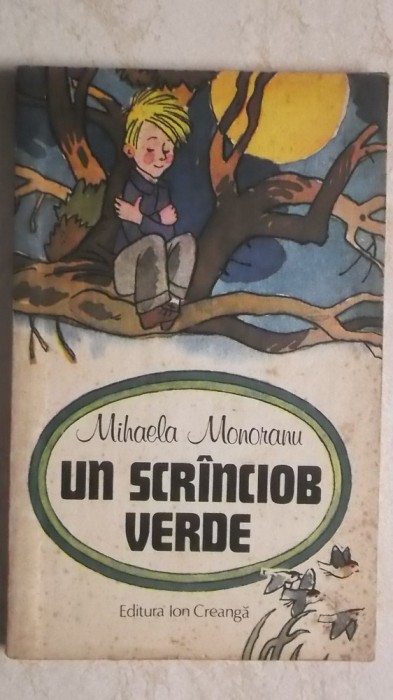 Mihaela Monoranu
UN SCRÎNCIOB
VERDE
Editura Ion Creangă